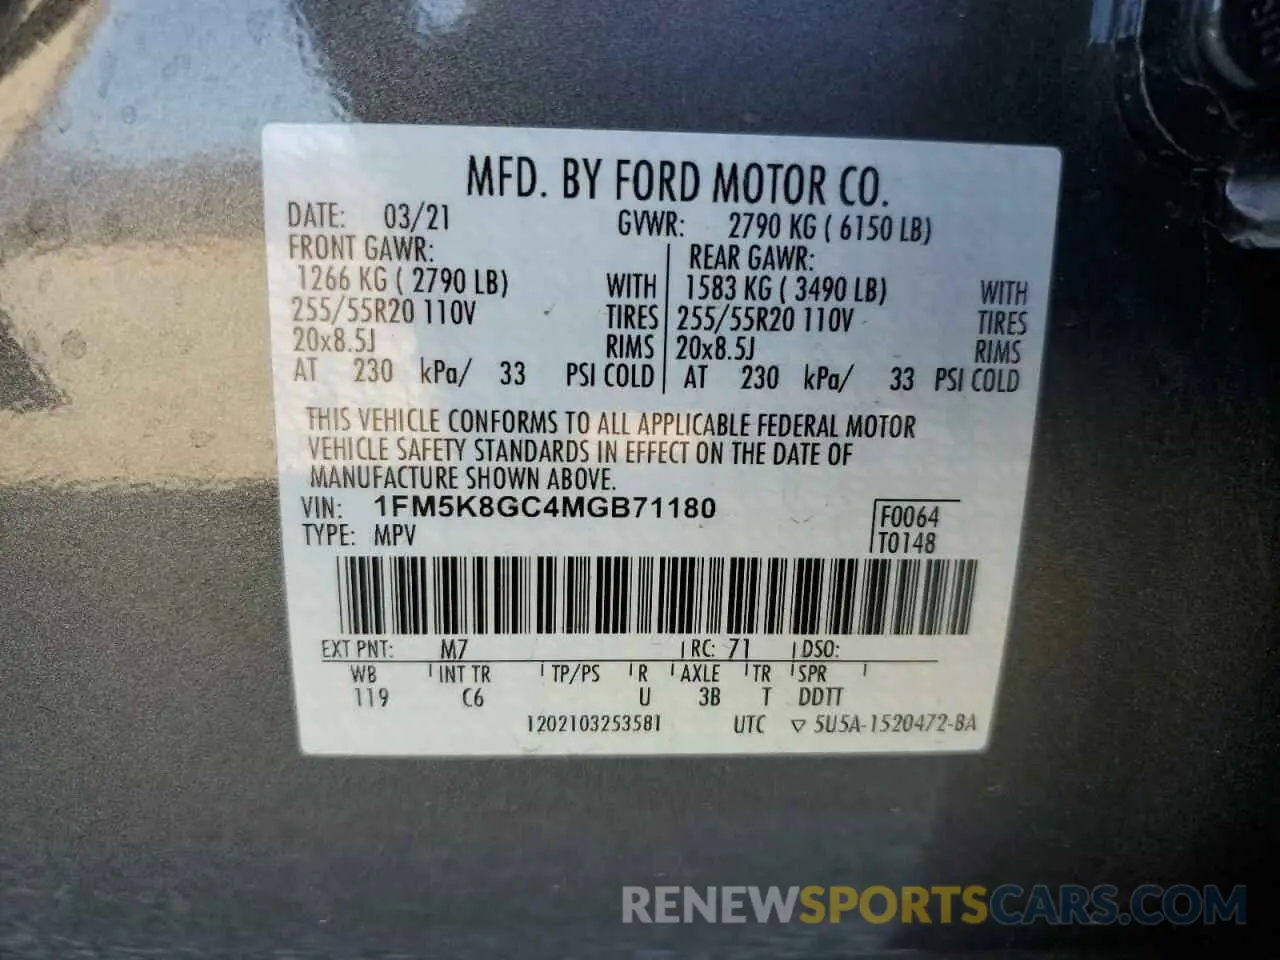 MFD. BY FORD MOTOR CO.
DATE: 03/21 GVWR: 2790 KG ( 6150 LB)
FRONT GAWR: REAR GAWR:
1266 KG ( 2790 LB) WITH 1583 KG ( 3490 LB) WITH
255/55R20 110V TIRES 255/55R20 110V TIRES
20x8.5J RIMS 20x8.5J RIMS
AT 230 kPa/ 33 PSI COLD AT 230 kPa/ 33 PSI COLD
THIS VEHICLE CONFORMS TO ALL APPLICABLE FEDERAL MOTOR
VEHICLE SAFETY STANDARDS IN EFFECT ON THE DATE OF
MANUFACTURE SHOWN ABOVE.
VIN: 1FM5K8GC4MGB71180
F0064
TYPE: MPV
T0148
EXT PNT: M7 RC: 71 DSO:
WB INT TR TP/PS R AXLE TR SPR
119 C6 U 3B T DDTT
1202103253581 UTC ▽ 5U5A-1520472-BA
RENEWSPORTSCARS.COM